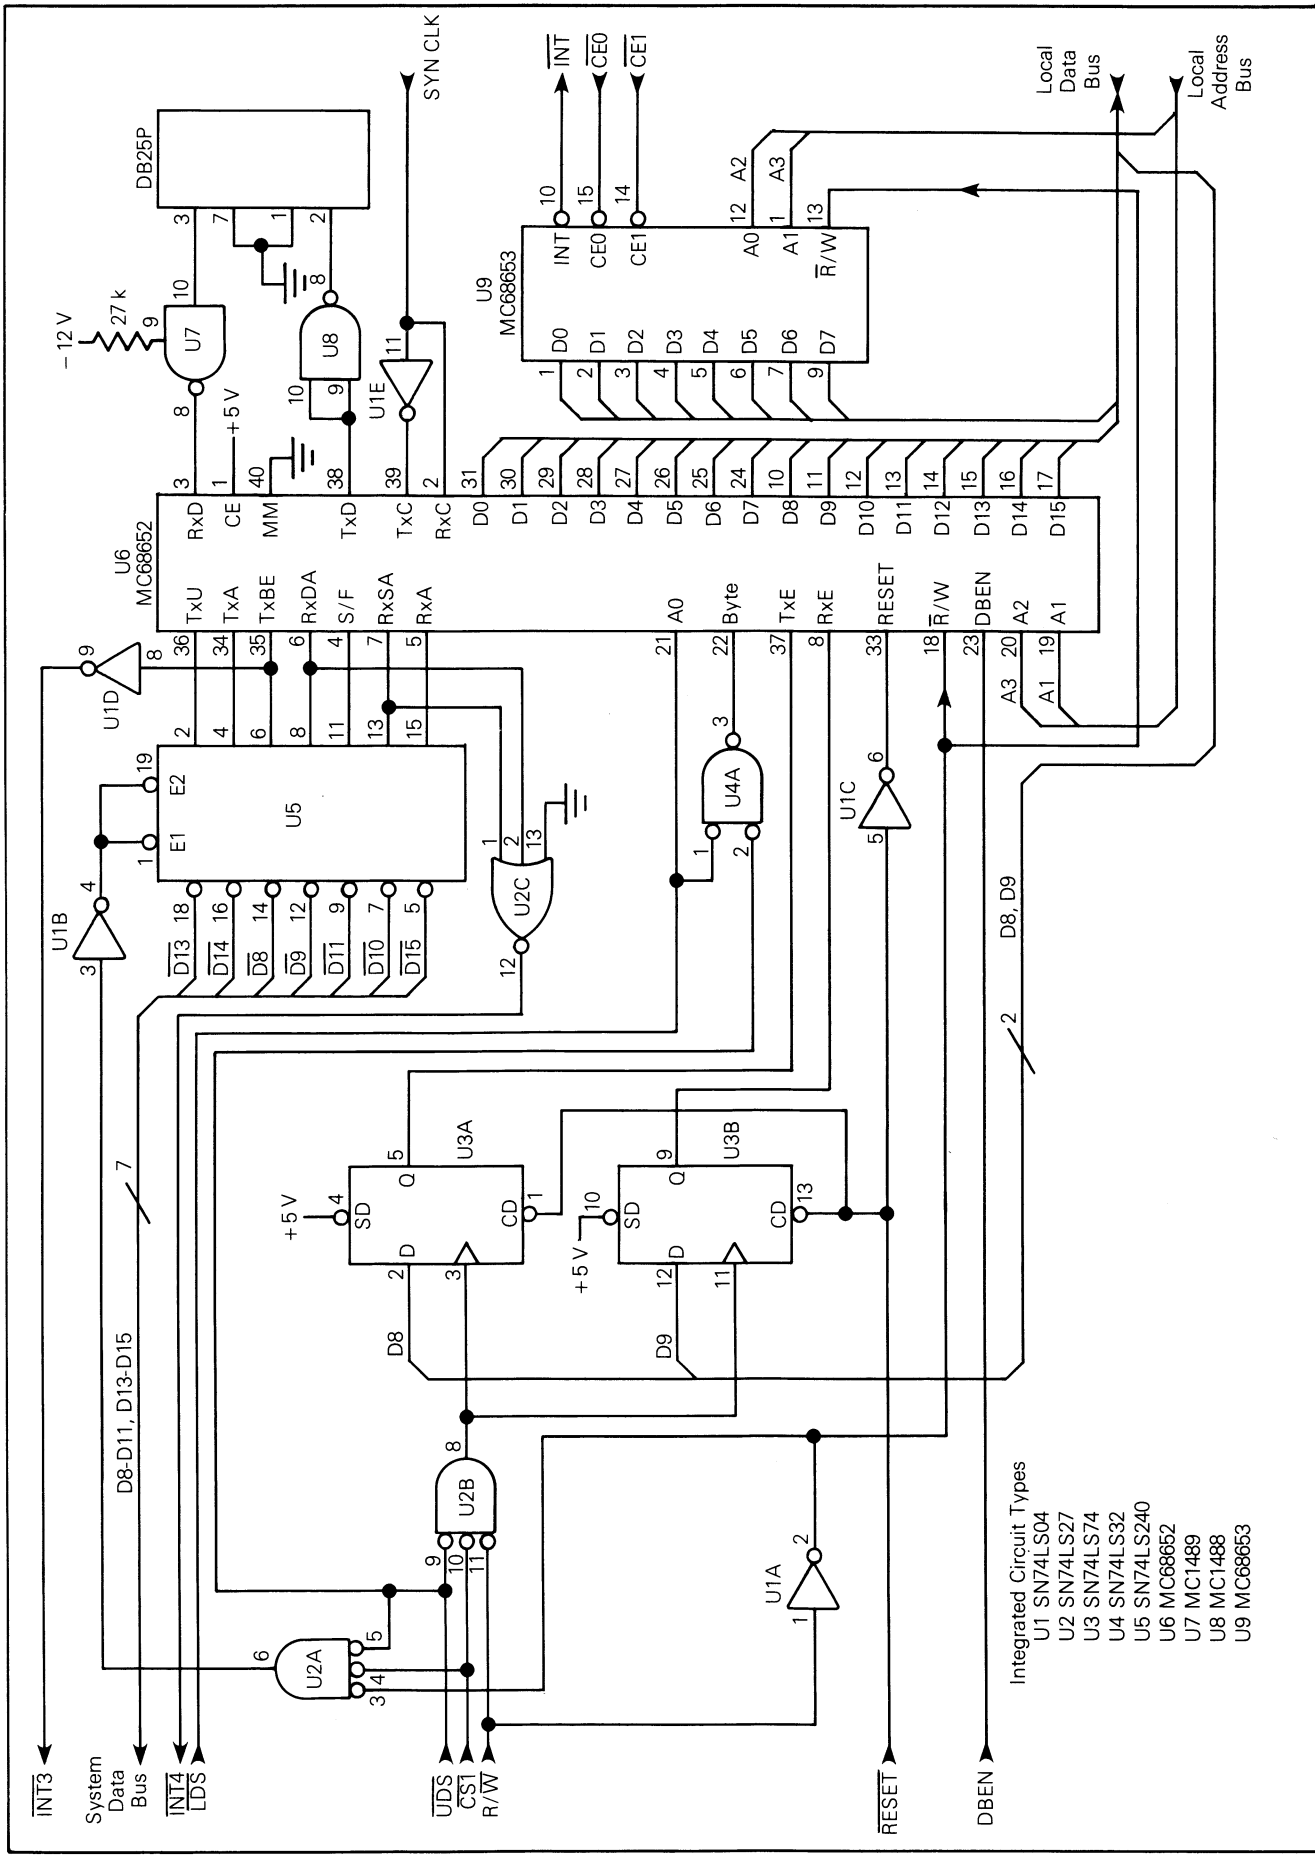 INT3
System
Data
Bus
INT4
LDS
UDS
CS1
R/W
RESET
DBEN
D8-D11, D13-D15
7
U2A
6
3
4
5
U2B
8
9
10
11
U1A
1
2
U1B
3
4
U1D
8
9
U5
E1
E2
1
19
D13
18
D14
16
D8
14
D9
12
D11
9
D10
7
D15
5
2
4
6
8
11
13
15
U2C
1
2
13
12
+5 V
4
SD
D
Q
CD
2
3
5
1
U3A
D8
+5 V
10
SD
D
Q
CD
12
11
9
13
U3B
D9
U4A
1
2
3
U1C
5
6
D8, D9
2
U6
MC68652
36 TxU
34 TxA
35 TxBE
6 RxDA
4 S/F
7 RxSA
5 RxA
21 A0
22 Byte
37 TxE
8 RxE
33 RESET
18 R/W
23 DBEN
A3 20 A2
A1 19 A1
RxD 3
CE 1 +5 V
MM 40
TxD 38
TxC 39
RxC 2
D0 31
D1 30
D2 29
D3 28
D4 27
D5 26
D6 25
D7 24
D8 10
D9 11
D10 12
D11 13
D12 14
D13 15
D14 16
D15 17
−12 V
27 k
U7
8
9
10
U8
10
9
8
U1E
11
DB25P
3
7
1
2
SYN CLK
U9
MC68653
1 D0
2 D1
3 D2
4 D3
5 D4
6 D5
7 D6
9 D7
INT 10
CE0 15
CE1 14
A0 12 A2
A1 1 A3
R/W 13
INT
CE0
CE1
Local
Data
Bus
Local
Address
Bus
Integrated Circuit Types
U1 SN74LS04
U2 SN74LS27
U3 SN74LS74
U4 SN74LS32
U5 SN74LS240
U6 MC68652
U7 MC1489
U8 MC1488
U9 MC68653